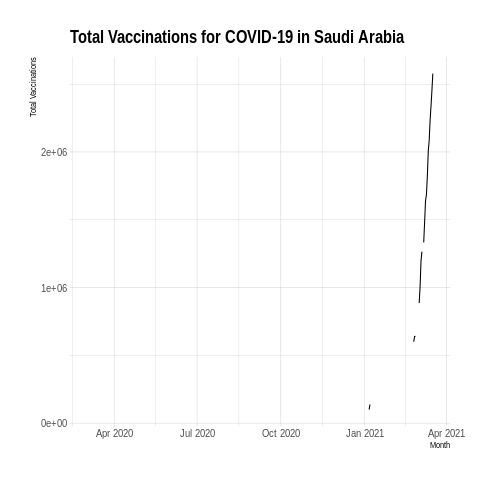 Total Vaccinations for COVID-19 in Saudi Arabia
Total Vaccinations
2e+06
1e+06
0e+00
Apr 2020 Jul 2020 Oct 2020 Jan 2021 Apr 2021
Month